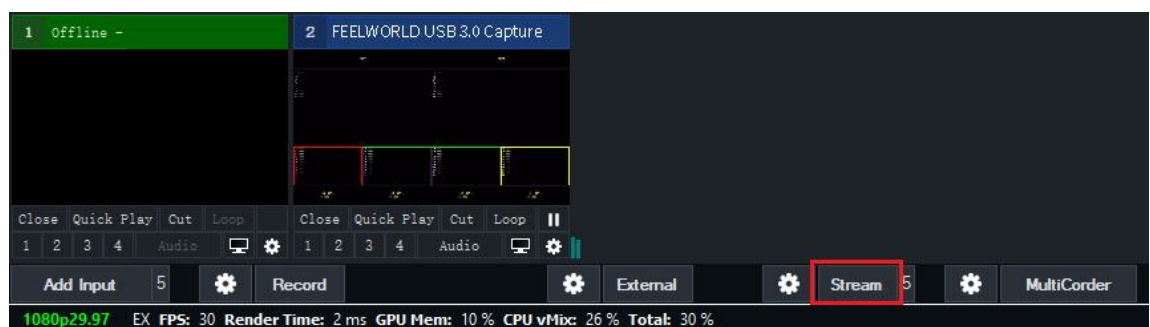 1 Offline - 2 FEELWORLD USB 3.0 Capture
Close Quick Play Cut Loop Close Quick Play Cut Loop
1 2 3 4 Audio 1 2 3 4 Audio
Add Input 5 Record External Stream 5 MultiCorder
1080p29.97 EX FPS: 30 Render Time: 2 ms GPU Mem: 10 % CPU vMix: 26 % Total: 30 %